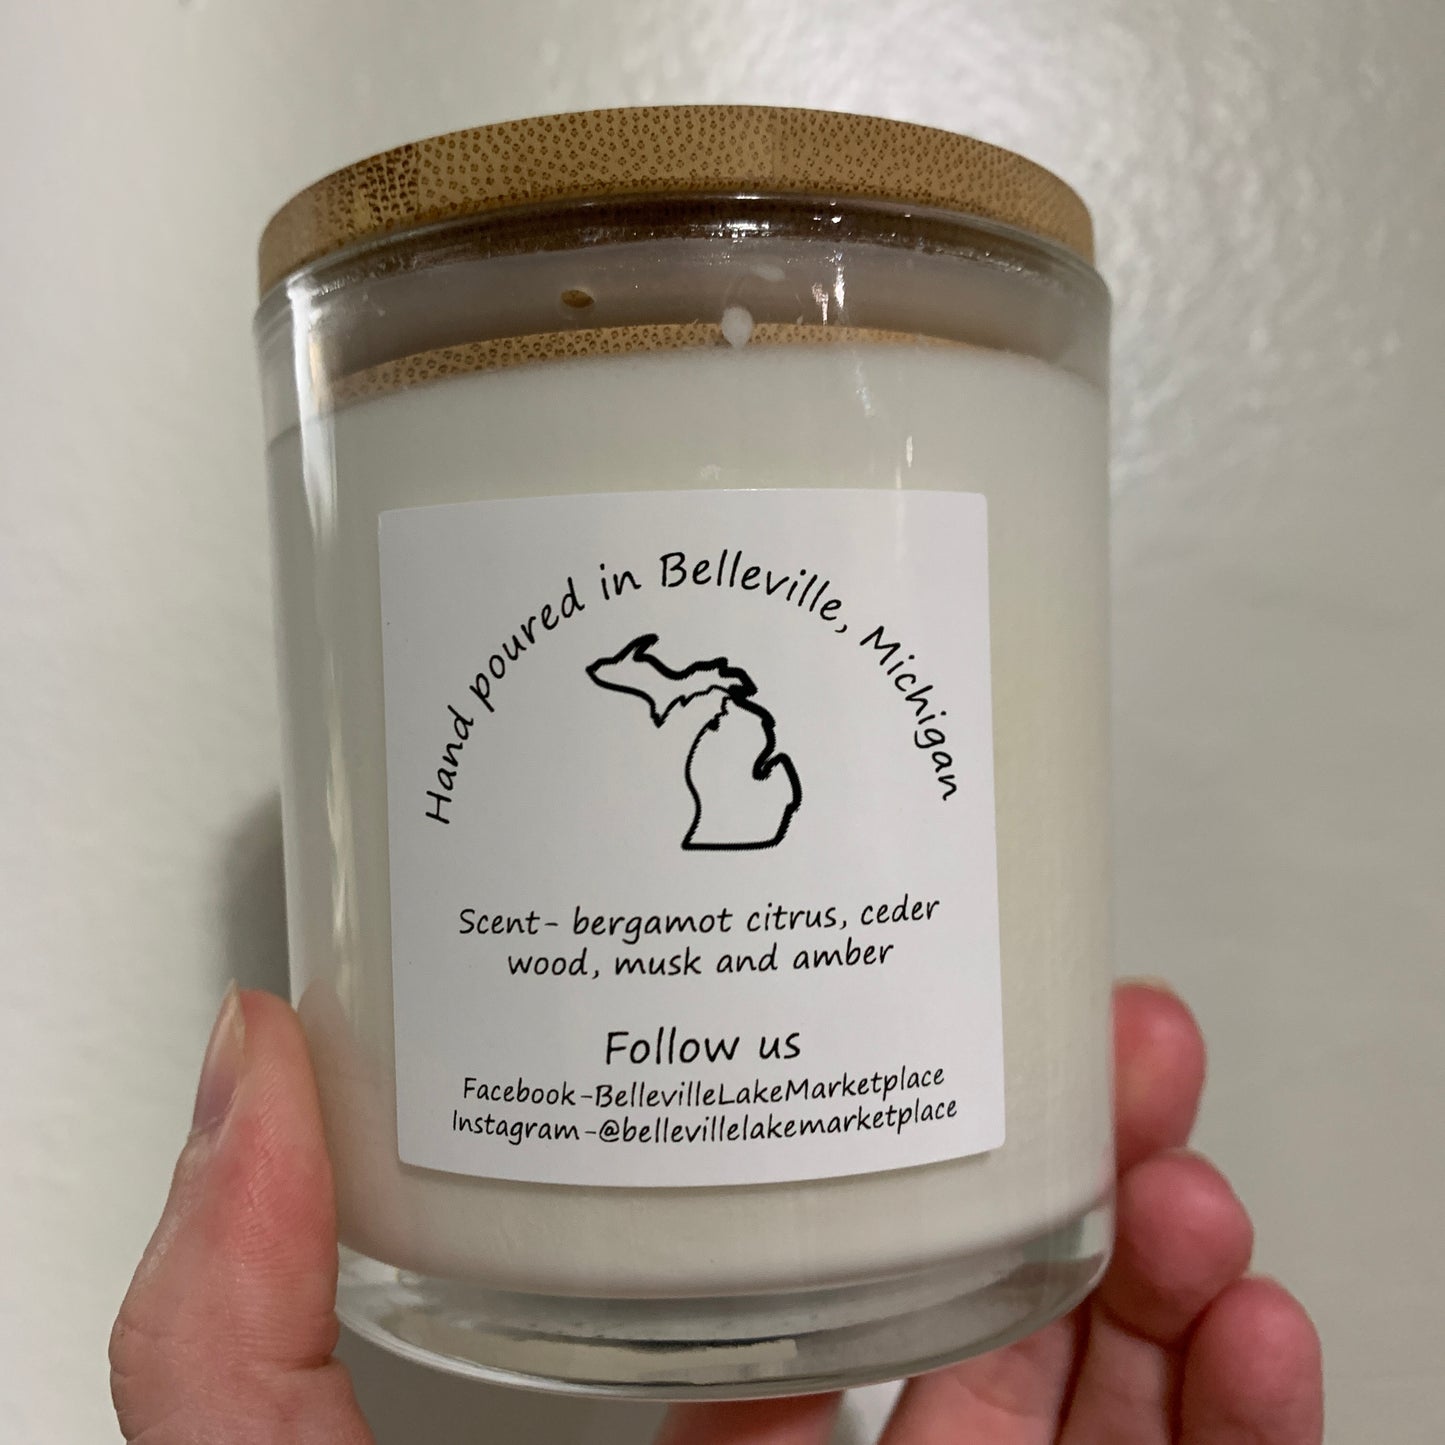 Hand poured in Belleville, Michigan
Scent- bergamot citrus, ceder
wood, musk and amber
Follow us
Facebook-BellevilleLakeMarketplace
Instagram-@bellevillelakemarketplace